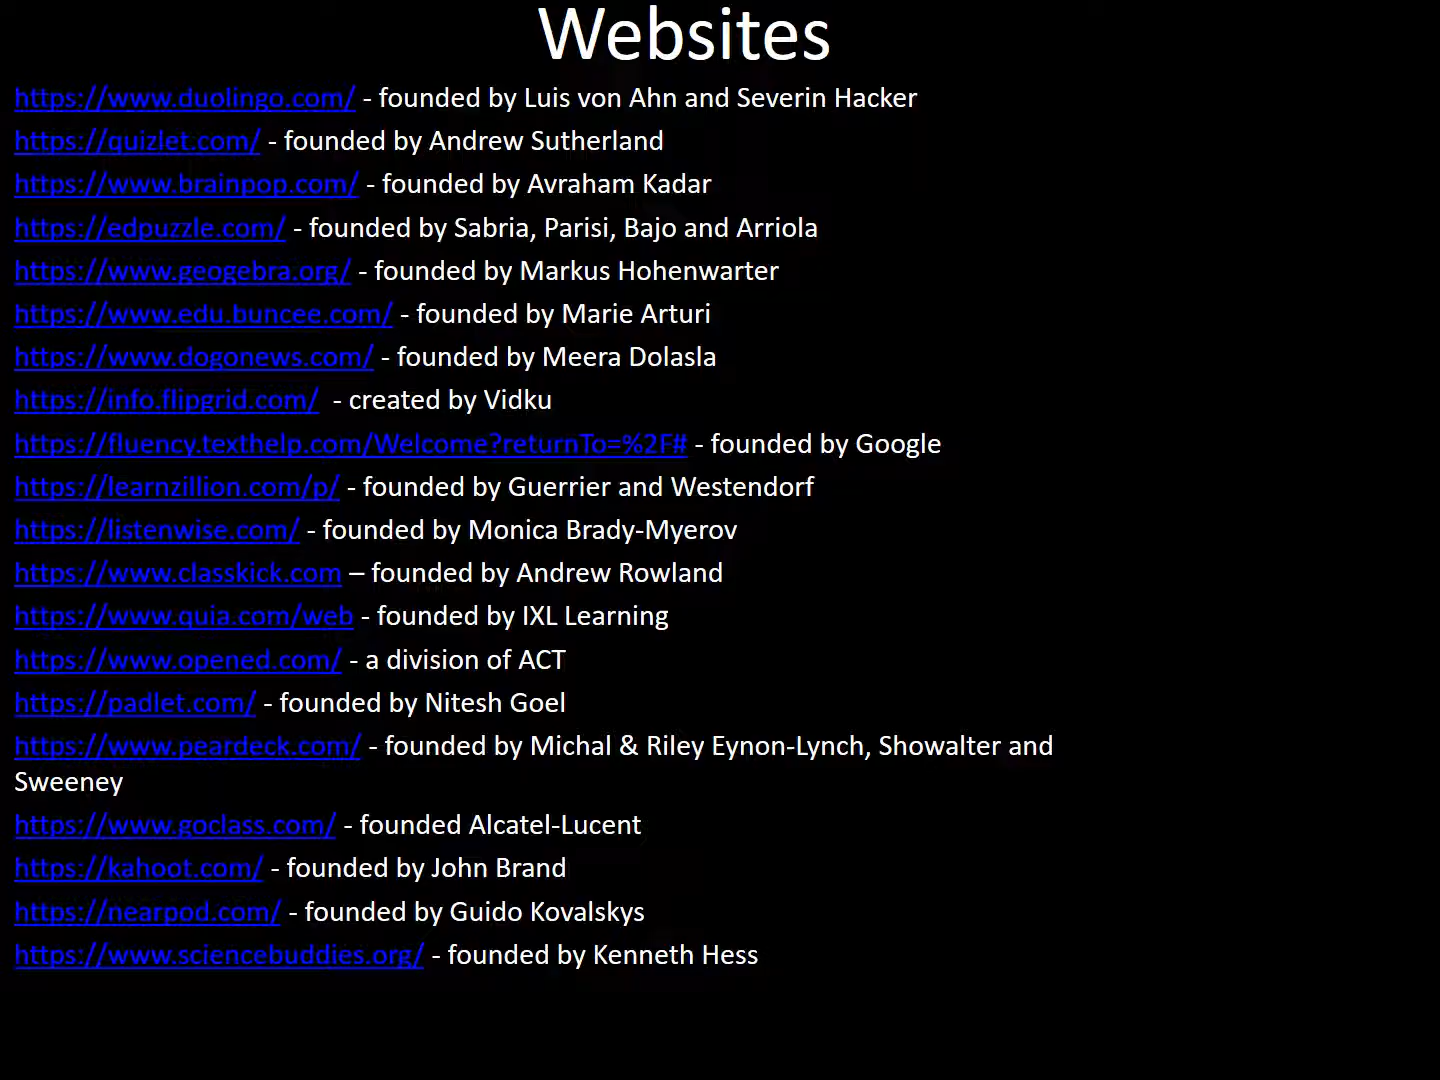 Websites
https://www.duolingo.com/ - founded by Luis von Ahn and Severin Hacker
https://quizlet.com/ - founded by Andrew Sutherland
https://www.brainpop.com/ - founded by Avraham Kadar
https://edpuzzle.com/ - founded by Sabria, Parisi, Bajo and Arriola
https://www.geogebra.org/ - founded by Markus Hohenwarter
https://www.edu.buncee.com/ - founded by Marie Arturi
https://www.dogonews.com/ - founded by Meera Dolasla
https://info.flipgrid.com/  - created by Vidku
https://fluency.texthelp.com/Welcome?returnTo=%2F# - founded by Google
https://learnzillion.com/p/ - founded by Guerrier and Westendorf
https://listenwise.com/ - founded by Monica Brady-Myerov
https://www.classkick.com – founded by Andrew Rowland
https://www.quia.com/web - founded by IXL Learning
https://www.opened.com/ - a division of ACT
https://padlet.com/ - founded by Nitesh Goel
https://www.peardeck.com/ - founded by Michal & Riley Eynon-Lynch, Showalter and
Sweeney
https://www.goclass.com/ - founded Alcatel-Lucent
https://kahoot.com/ - founded by John Brand
https://nearpod.com/ - founded by Guido Kovalskys
https://www.sciencebuddies.org/ - founded by Kenneth Hess